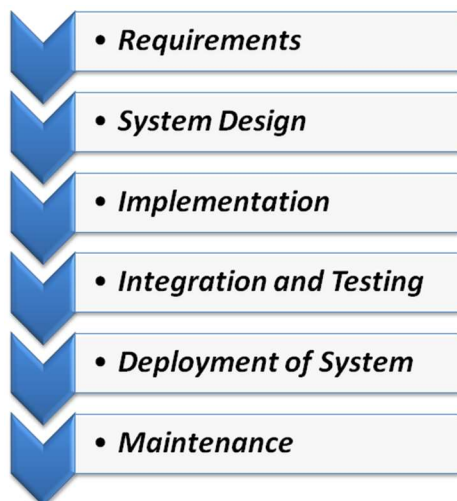 • Requirements
• System Design
• Implementation
• Integration and Testing
• Deployment of System
• Maintenance